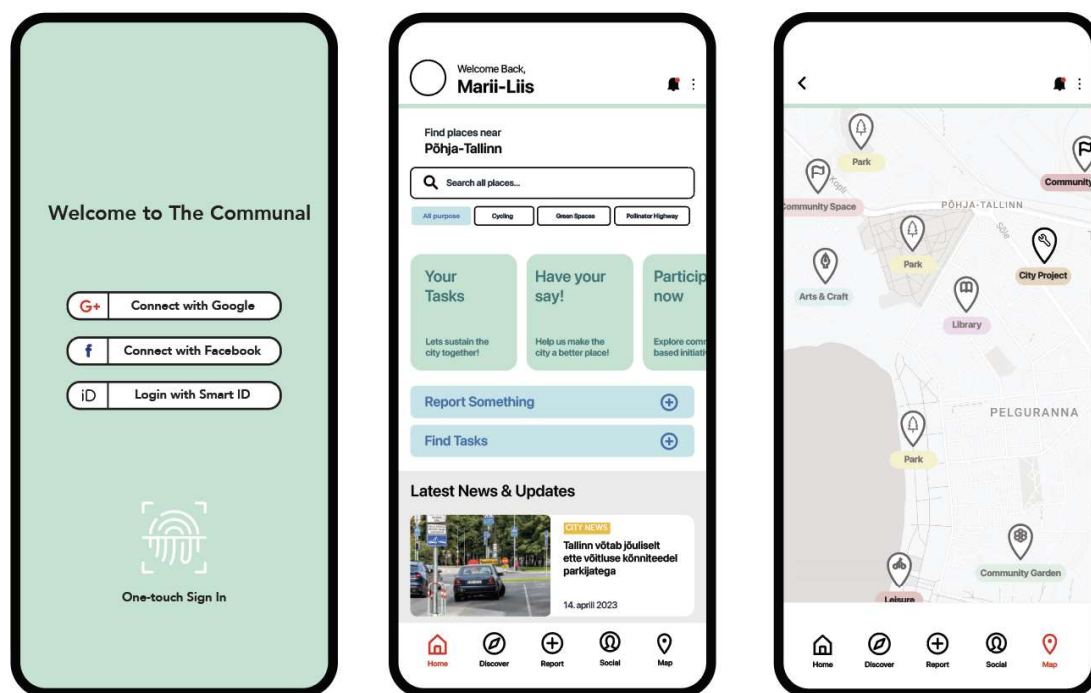 Welcome to The Communal
G+ Connect with Google
f Connect with Facebook
iD Login with Smart ID
One-touch Sign In
Welcome Back,
Marii-Liis
Find places near
Põhja-Tallinn
Search all places...
All purpose Cycling Green Spaces Pollinator Highway
Your
Tasks
Lets sustain the
city together!
Have your
say!
Help us make the
city a better place!
Particip
now
Explore comm
based initiati
Report Something
Find Tasks
Latest News & Updates
CITY NEWS
Tallinn võtab jõuliselt
ette võitluse kõnniteedel
parkijatega
14. aprill 2023
Home Discover Report Social Map
Park
Community
Kopli
ommunity Space
PÕHJA-TALLINN
Sõle
Park
City Project
Arts & Craft
Library
PELGURANNA
Park
Community Garden
Leisure
Home Discover Report Social Map